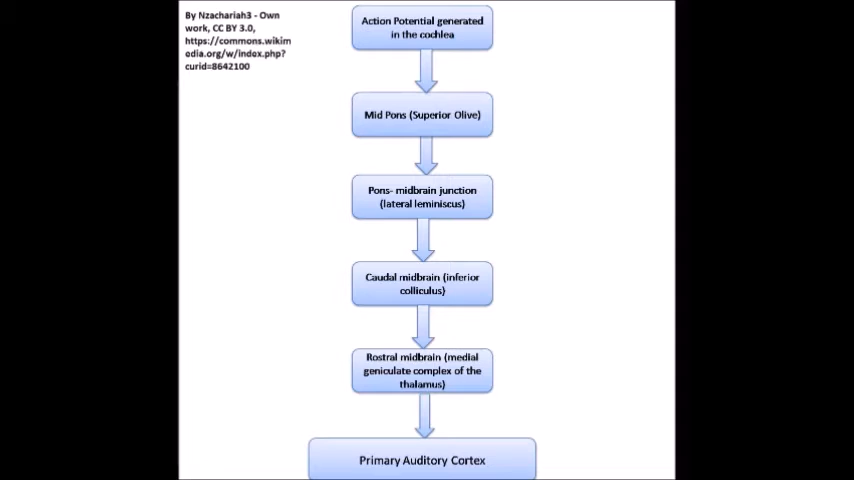 By Nzachariah3 - Own
work, CC BY 3.0,
https://commons.wikim
edia.org/w/index.php?
curid=8642100
Action Potential generated
in the cochlea
Mid Pons (Superior Olive)
Pons- midbrain junction
(lateral leminiscus)
Caudal midbrain (inferior
colliculus)
Rostral midbrain (medial
geniculate complex of the
thalamus)
Primary Auditory Cortex